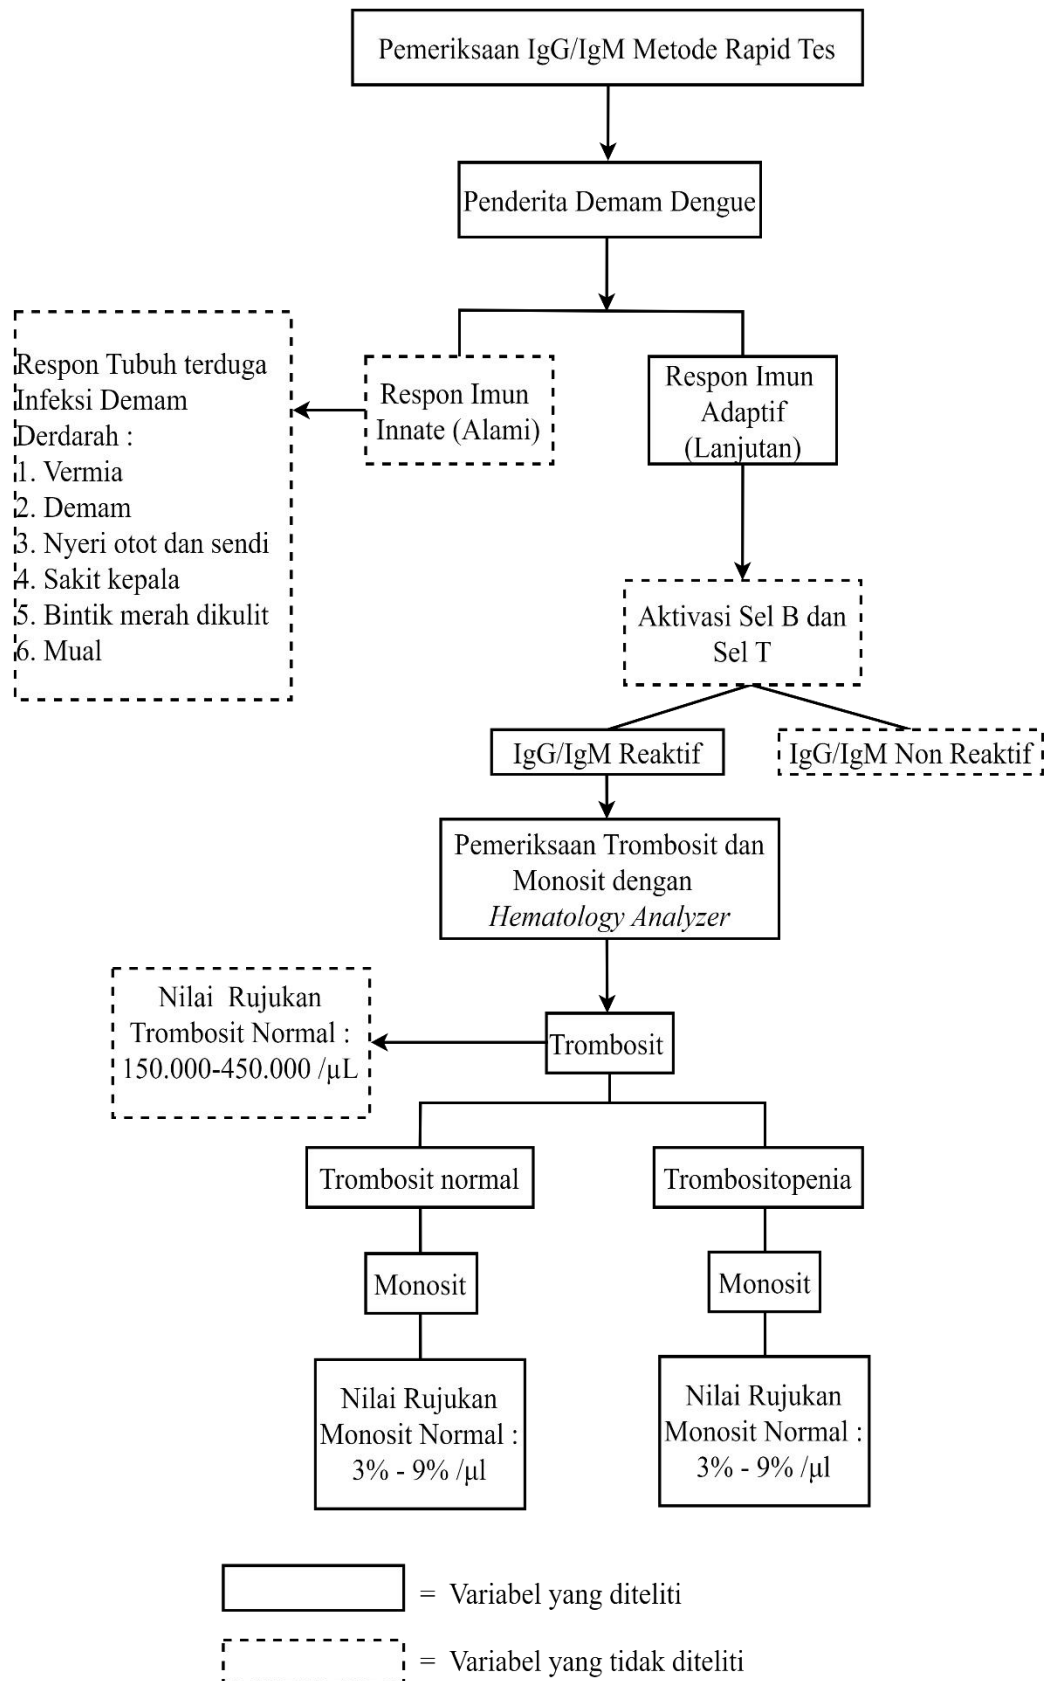 Pemeriksaan IgG/IgM Metode Rapid Tes
Penderita Demam Dengue
Respon Tubuh terduga
Infeksi Demam
Derdarah :
1. Vermia
2. Demam
3. Nyeri otot dan sendi
4. Sakit kepala
5. Bintik merah dikulit
6. Mual
Respon Imun
Innate (Alami)
Respon Imun
Adaptif
(Lanjutan)
Aktivasi Sel B dan
Sel T
IgG/IgM Reaktif
IgG/IgM Non Reaktif
Pemeriksaan Trombosit dan
Monosit dengan
Hematology Analyzer
Nilai Rujukan
Trombosit Normal :
150.000-450.000 /µL
Trombosit
Trombosit normal
Trombositopenia
Monosit
Monosit
Nilai Rujukan
Monosit Normal :
3% - 9% /µl
Nilai Rujukan
Monosit Normal :
3% - 9% /µl
= Variabel yang diteliti
= Variabel yang tidak diteliti